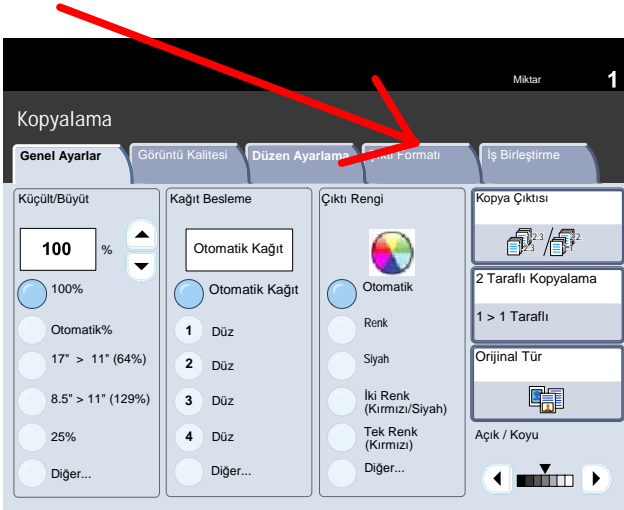 Miktar 1
Kopyalama
Genel Ayarlar
Görüntü Kalitesi
Düzen Ayarlama
Formatı
İş Birleştirme
Küçült/Büyüt
100 %
100%
Otomatik%
17" > 11" (64%)
8.5" > 11" (129%)
25%
Diğer...
Kağıt Besleme
Otomatik Kağıt
Otomatik Kağıt
1 Düz
2 Düz
3 Düz
4 Düz
Diğer...
Çıktı Rengi
Otomatik
Renk
Siyah
İki Renk
(Kırmızı/Siyah)
Tek Renk
(Kırmızı)
Diğer...
Kopya Çıktısı
2 Taraflı Kopyalama
1 > 1 Taraflı
Orijinal Tür
Açık / Koyu